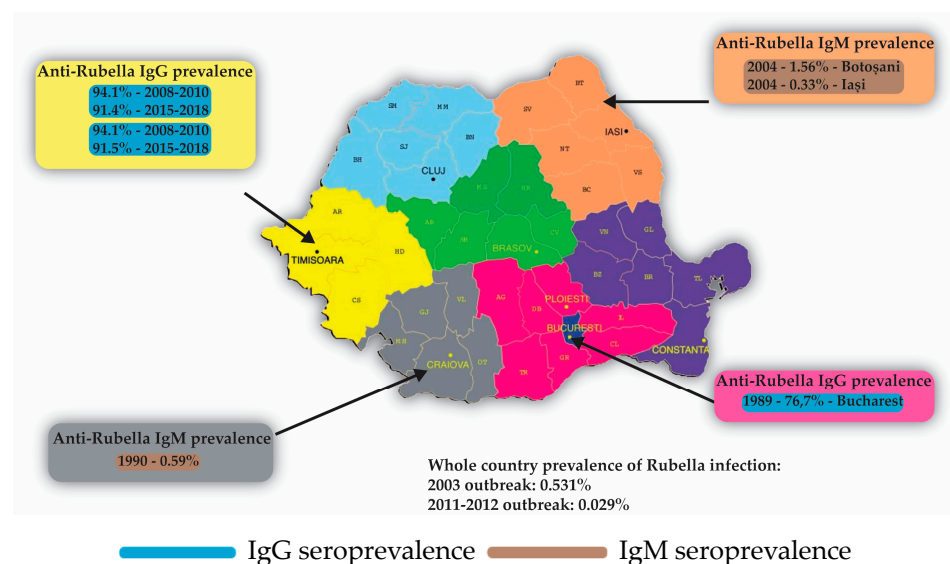 Anti-Rubella IgG prevalence
94.1% - 2008-2010
91.4% - 2015-2018
94.1% - 2008-2010
91.5% - 2015-2018
Anti-Rubella IgM prevalence
2004 - 1.56% - Botoșani
2004 - 0.33% - Iași
SM
MM
BH
SJ
BN
CLUJ
SV
BT
IASI
NT
VS
BC
AR
TIMISOARA
HD
CS
AB
MS
HR
SB
BRASOV
CV
VN
GL
BZ
BR
TL
CONSTANTA
GJ
VL
MH
CRAIOVA
OT
AG
DB
PLOIESTI
BUCURESTI
IL
CL
GR
TR
Anti-Rubella IgG prevalence
1989 - 76,7% - Bucharest
Anti-Rubella IgM prevalence
1990 - 0.59%
Whole country prevalence of Rubella infection:
2003 outbreak: 0.531%
2011-2012 outbreak: 0.029%
IgG seroprevalence
IgM seroprevalence